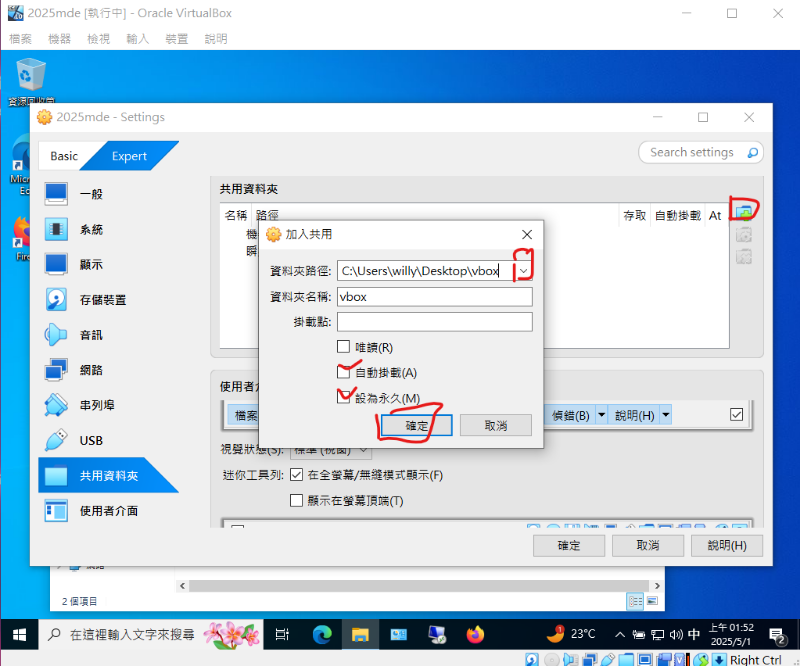 2025mde [執行中] - Oracle VirtualBox
檔案 機器 檢視 輸入 裝置 說明
資源回收筒
2025mde - Settings
Basic Expert
Search settings
一般
系統
顯示
存儲裝置
音訊
網路
串列埠
USB
共用資料夾
使用者介面
共用資料夾
名稱 路徑 存取 自動掛載 At
機
瞬
加入共用
資料夾路徑: C:\Users\willy\Desktop\vbox
資料夾名稱: vbox
掛載點:
唯讀(R)
自動掛載(A)
設為永久(M)
確定 取消
使用者介
檔案 偵錯(B) 說明(H)
視覺狀態(S): 標準 (視窗)
迷你工具列: 在全螢幕/無縫模式顯示(F)
顯示在螢幕頂端(T)
確定 取消 說明(H)
2 個項目
在這裡輸入文字來搜尋
23°C
中
上午 01:52
2025/5/1
2
Right Ctrl